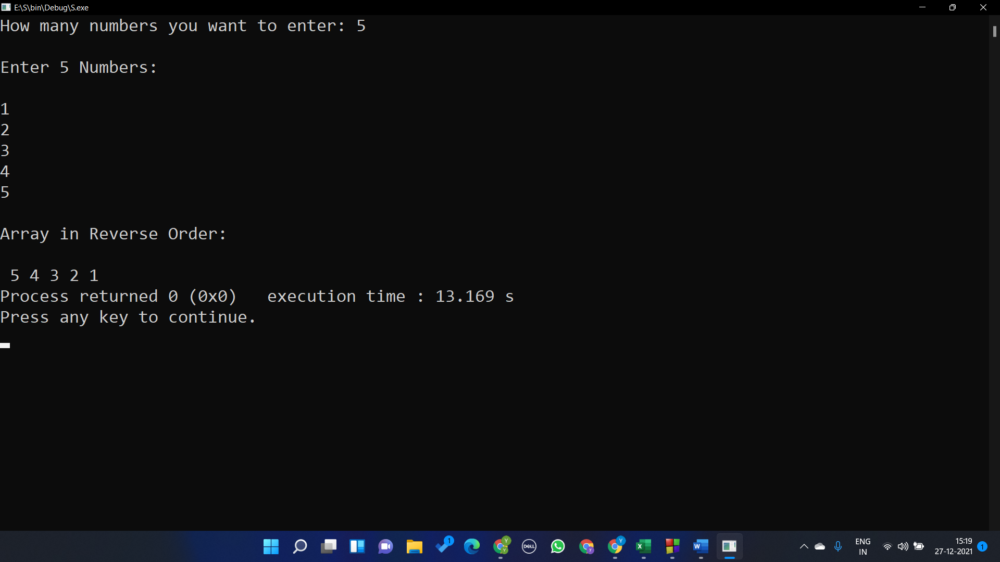 E:\S\bin\Debug\S.exe
How many numbers you want to enter: 5
Enter 5 Numbers:
1
2
3
4
5
Array in Reverse Order:
5 4 3 2 1
Process returned 0 (0x0)   execution time : 13.169 s
Press any key to continue.
1
Y
Y
DELL
Y
Y
X
W
ENG
IN
15:19
27-12-2021
1